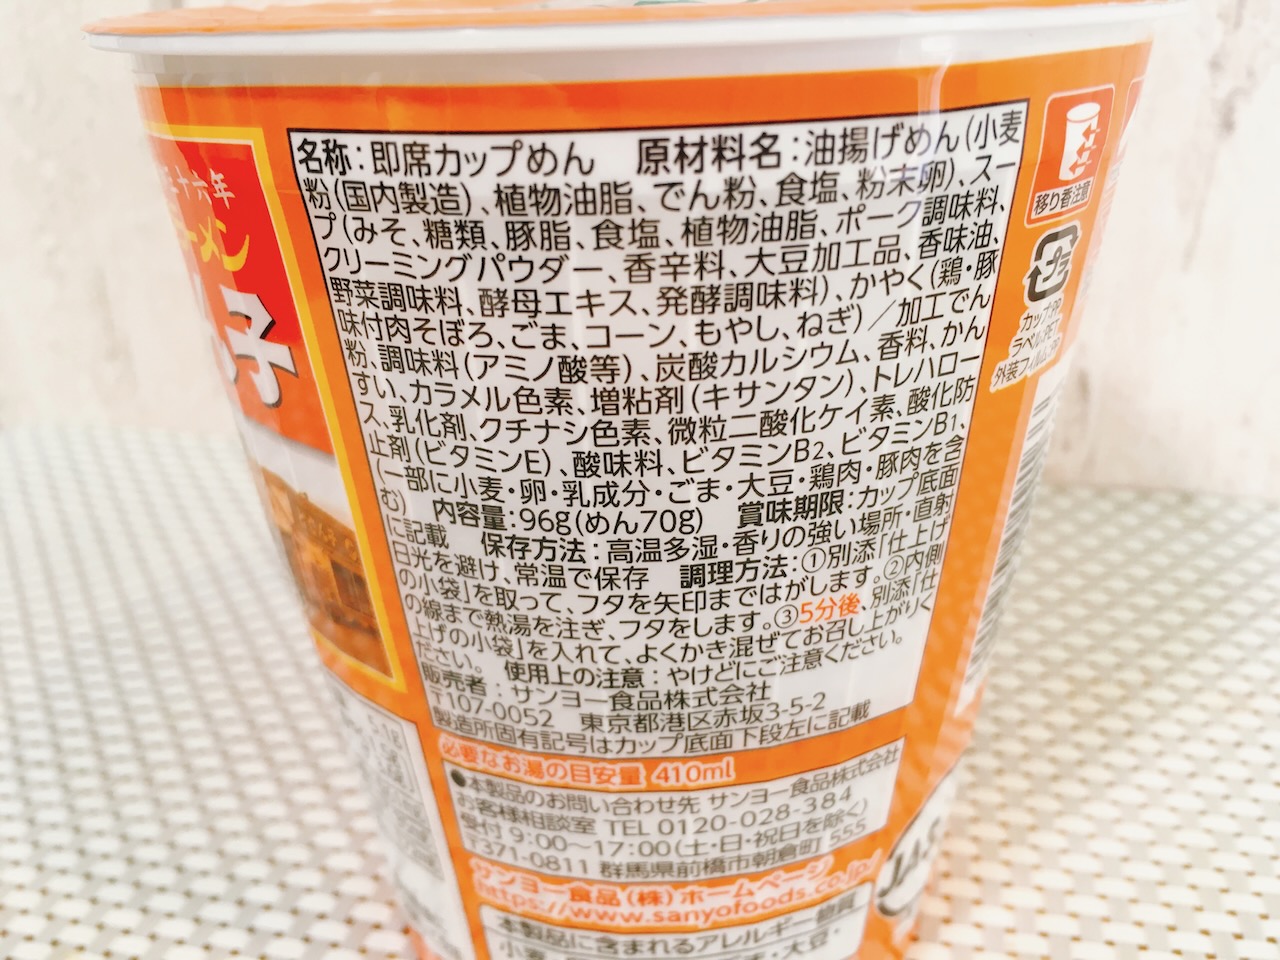 名称：即席カップめん　原材料名：油揚げめん（小麦
粉（国内製造）、植物油脂、でん粉、食塩、粉末卵）、スー
プ（みそ、糖類、豚脂、食塩、植物油脂、ポーク調味料、
クリーミングパウダー、香辛料、大豆加工品、香味油、
野菜調味料、酵母エキス、発酵調味料）、かやく（鶏・豚
味付肉そぼろ、ごま、コーン、もやし、ねぎ）／加工でん
粉、調味料（アミノ酸等）、炭酸カルシウム、香料、かん
すい、カラメル色素、増粘剤（キサンタン）、トレハロー
ス、乳化剤、クチナシ色素、微粒二酸化ケイ素、酸化防
止剤（ビタミンE）、酸味料、ビタミンB2、ビタミンB1、
（一部に小麦・卵・乳成分・ごま・大豆・鶏肉・豚肉を含
む）　内容量：96g（めん70g）　賞味期限：カップ底面
に記載　保存方法：高温多湿・香りの強い場所・直射
日光を避け、常温で保存　調理方法：①別添「仕上げ
の小袋」を取って、フタを矢印まではがします。②内側
の線まで熱湯を注ぎ、フタをします。③5分後、別添「仕
上げの小袋」を入れて、よくかき混ぜてお召し上がりく
ださい。　使用上の注意：やけどにご注意ください。
販売者：サンヨー食品株式会社
〒107-0052　東京都港区赤坂3-5-2
製造所固有記号はカップ底面下段左に記載
必要なお湯の目安量 410ml
●本製品のお問い合わせ先 サンヨー食品株式会社
お客様相談室 TEL 0120-028-384
受付 9:00〜17:00（土・日・祝日を除く）
〒371-0811 群馬県前橋市朝倉町 555
サンヨー食品（株）ホームページ
https://www.sanyofoods.co.jp/
本製品に含まれるアレルギー物質
十六年
ーメン
子
移り香注意
プラ
カップ:PP
ラベル:PET
外装フィルム:PP
JAS